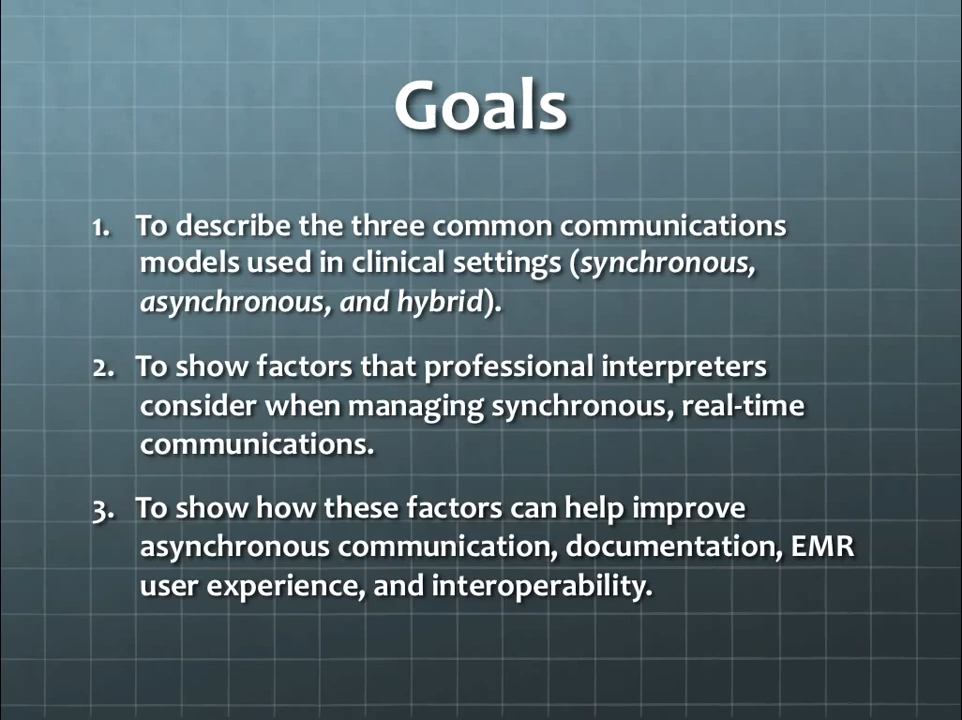 Goals
1. To describe the three common communications
models used in clinical settings (synchronous,
asynchronous, and hybrid).
2. To show factors that professional interpreters
consider when managing synchronous, real-time
communications.
3. To show how these factors can help improve
asynchronous communication, documentation, EMR
user experience, and interoperability.